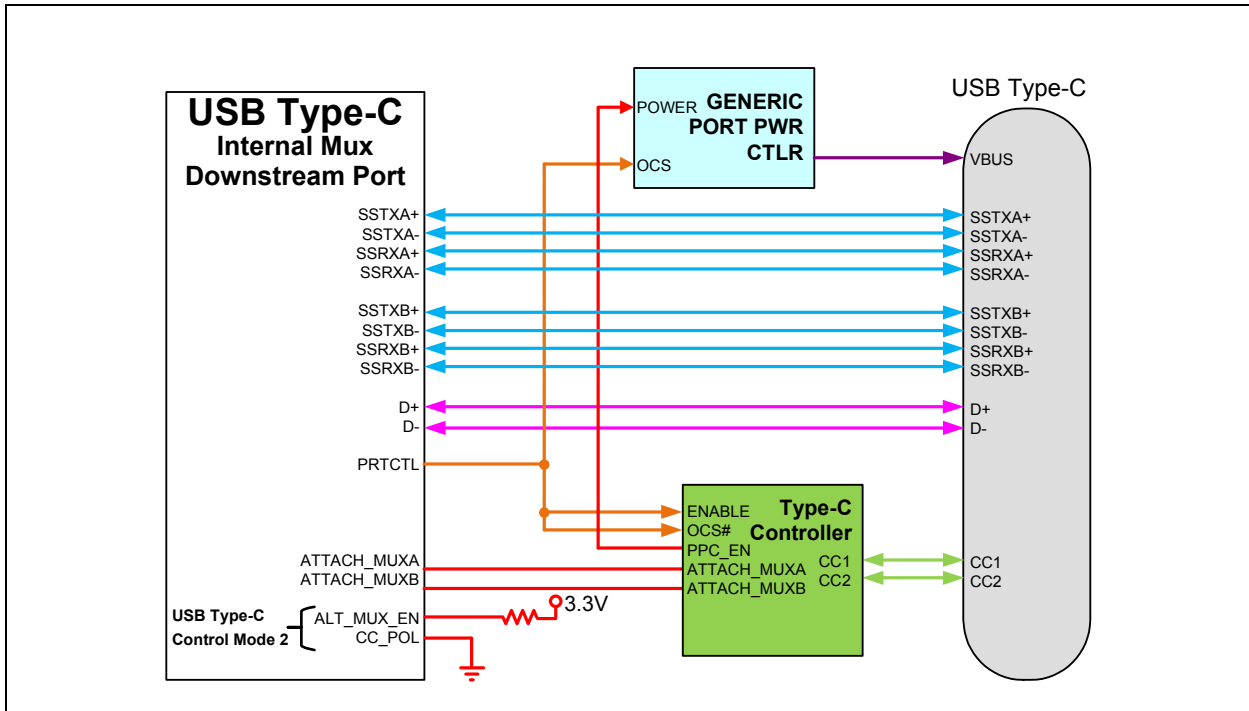 USB Type-C
Internal Mux
Downstream Port
SSTXA+
SSTXA-
SSRXA+
SSRXA-
SSTXB+
SSTXB-
SSRXB+
SSRXB-
D+
D-
PRTCTL
ATTACH_MUXA
ATTACH_MUXB
USB Type-C
Control Mode 2
ALT_MUX_EN
CC_POL
3.3V
POWER
OCS
GENERIC
PORT PWR
CTLR
ENABLE
OCS#
PPC_EN
ATTACH_MUXA
ATTACH_MUXB
Type-C
Controller
CC1
CC2
USB Type-C
VBUS
SSTXA+
SSTXA-
SSRXA+
SSRXA-
SSTXB+
SSTXB-
SSRXB+
SSRXB-
D+
D-
CC1
CC2